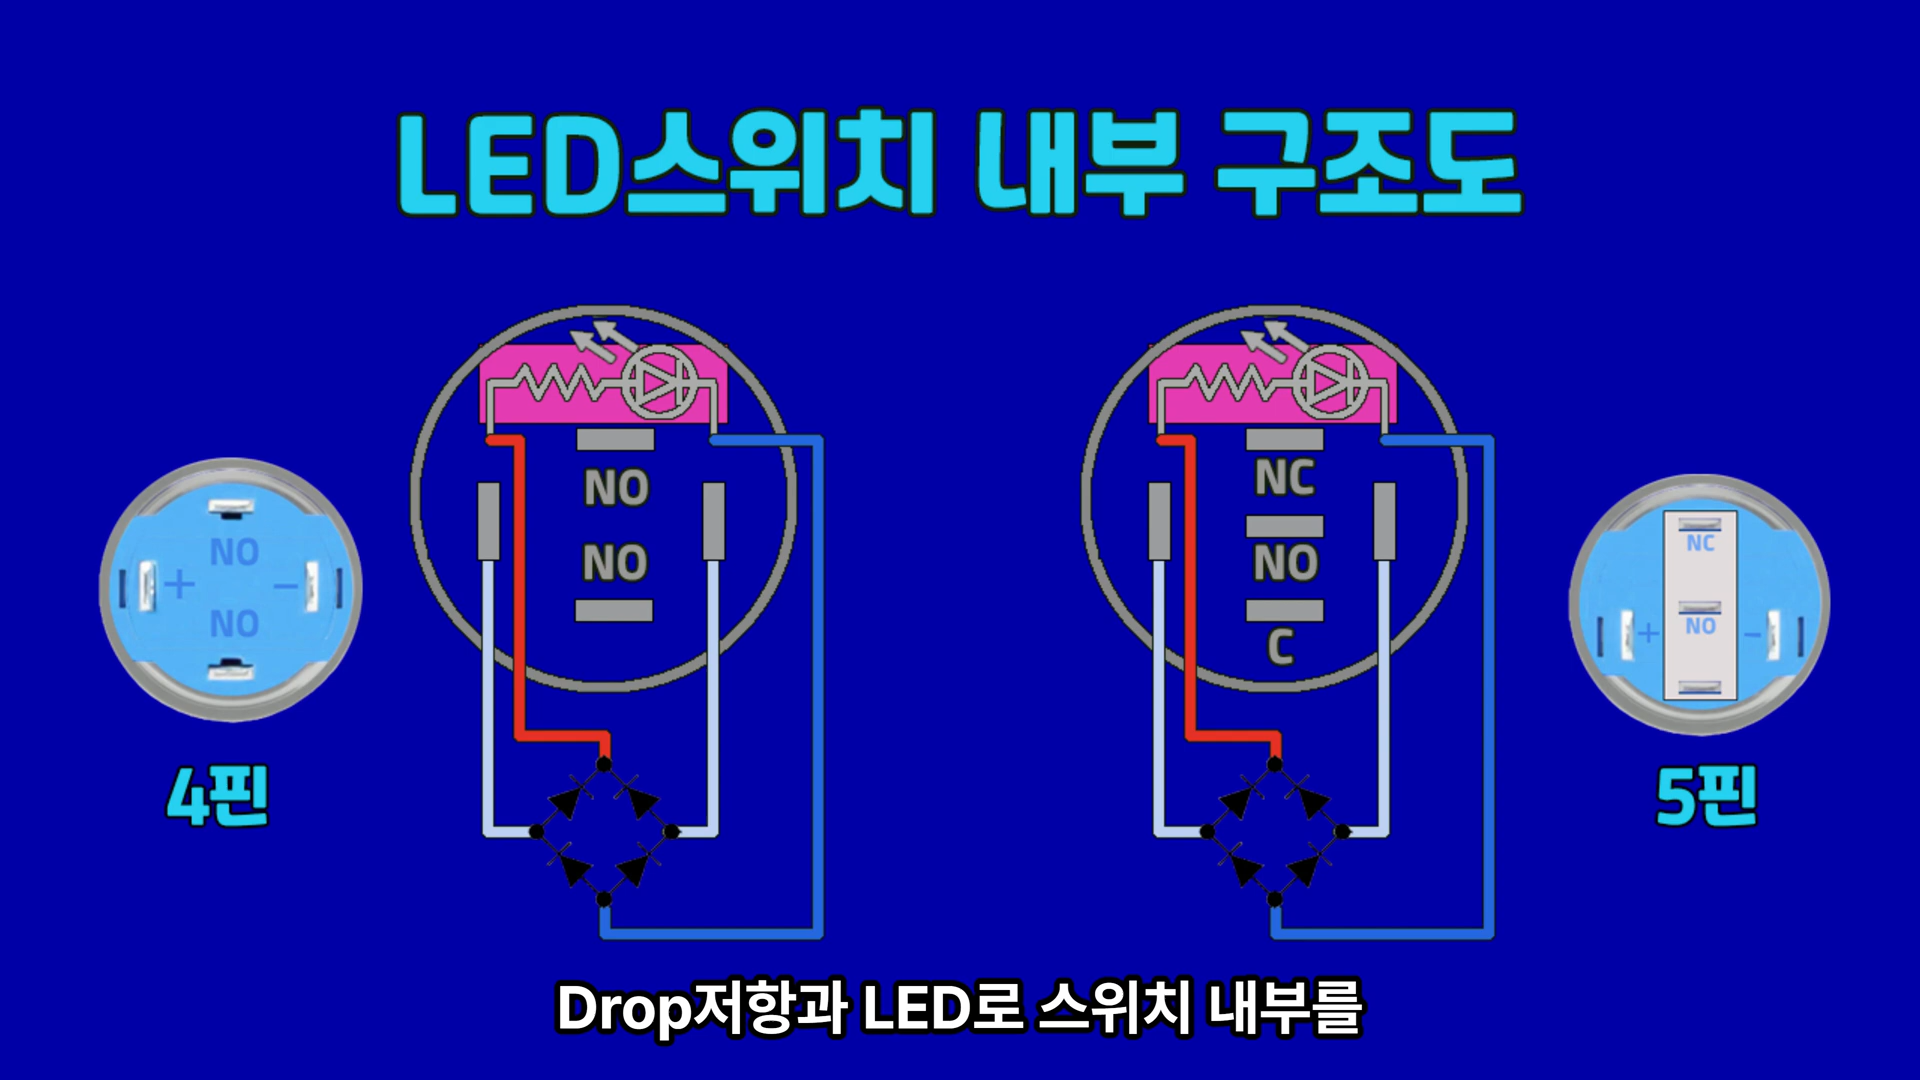 LED스위치 내부 구조도
NO
NO
+
-
NO
NO
4핀
NC
NO
C
NC
NO
+
-
5핀
Drop저항과 LED로 스위치 내부를